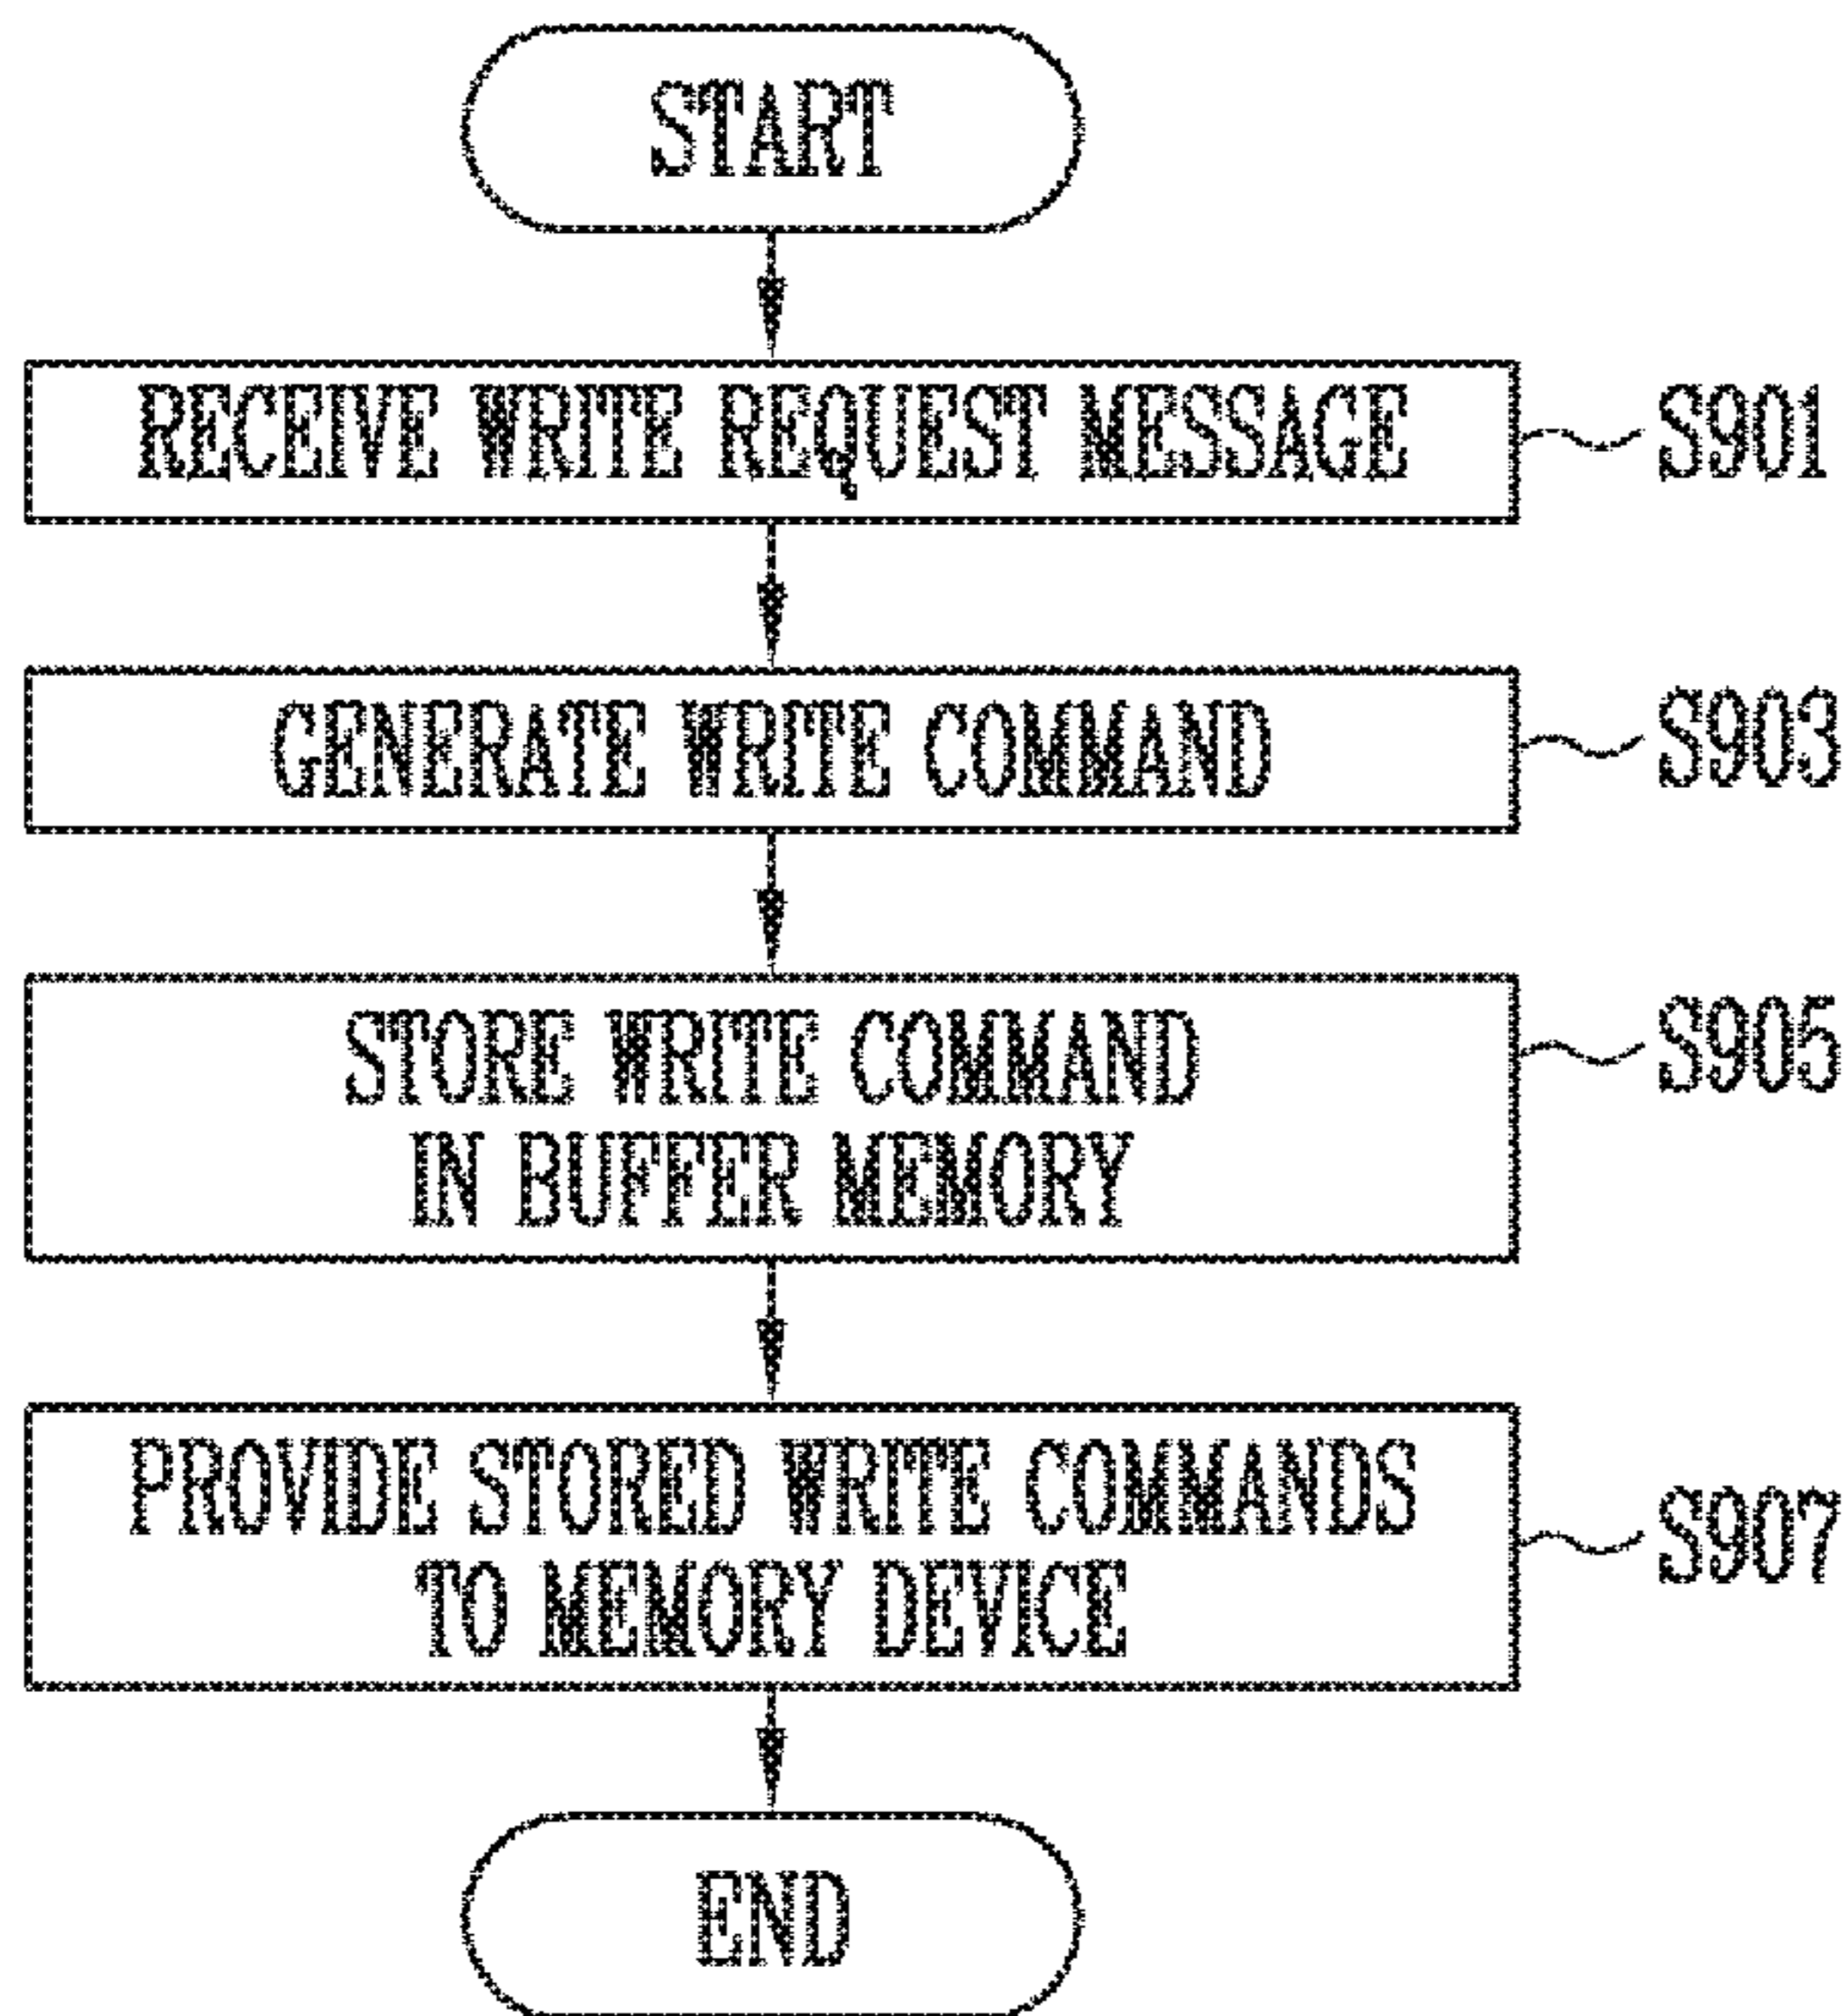 START
RECEIVE WRITE REQUEST MESSAGE
S901
GENERATE WRITE COMMAND
S903
STORE WRITE COMMAND
IN BUFFER MEMORY
S905
PROVIDE STORED WRITE COMMANDS
TO MEMORY DEVICE
S907
END